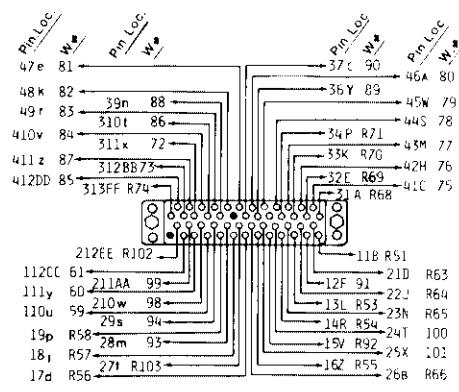 Pin Loc. W# Pin Loc. W#
Pin Loc. W# Pin Loc. W#
47e 81
48k 82
49r 83
410v 84
411z 87
412DD 85
39n 88
310t 86
311x 72
312BB 73
313FF R74
37c 90
36Y 89
46A 80
45W 79
44S 78
34P R71
43M 77
33K R70
42H 76
32E R69
41C 75
31A R68
212EE R102
112CC 61
211AA 99
111y 60
210w 98
110u 59
29s 94
19p R58
28m 93
18j R57
27f R103
17d R56
11B R51
21D R63
12F 91
22J R64
13L R53
23N R65
14R R54
24T 100
15V R92
25X 101
16Z R55
26B R66